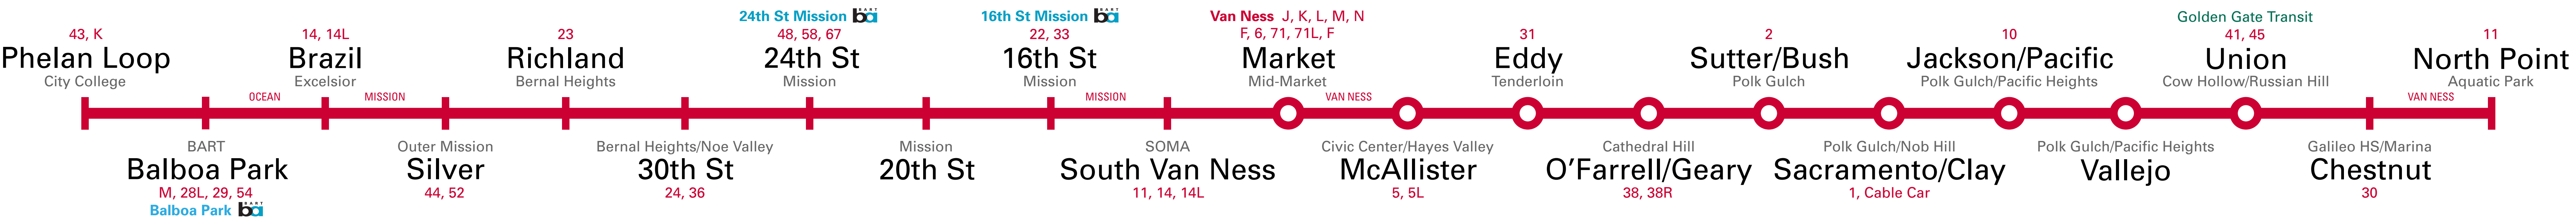 43, K
Phelan Loop
City College
OCEAN
BART
Balboa Park
M, 28L, 29, 54
Balboa Park BART ba
14, 14L
Brazil
Excelsior
MISSION
Outer Mission
Silver
44, 52
23
Richland
Bernal Heights
Bernal Heights/Noe Valley
30th St
24, 36
24th St Mission BART ba
48, 58, 67
24th St
Mission
Mission
20th St
16th St Mission BART ba
22, 33
16th St
Mission
MISSION
SOMA
South Van Ness
11, 14, 14L
Van Ness J, K, L, M, N
F, 6, 71, 71L, F
Market
Mid-Market
VAN NESS
Civic Center/Hayes Valley
McAllister
5, 5L
31
Eddy
Tenderloin
Cathedral Hill
O’Farrell/Geary
38, 38R
2
Sutter/Bush
Polk Gulch
Polk Gulch/Nob Hill
Sacramento/Clay
1, Cable Car
10
Jackson/Pacific
Polk Gulch/Pacific Heights
Polk Gulch/Pacific Heights
Vallejo
Golden Gate Transit
41, 45
Union
Cow Hollow/Russian Hill
Galileo HS/Marina
Chestnut
30
VAN NESS
11
North Point
Aquatic Park